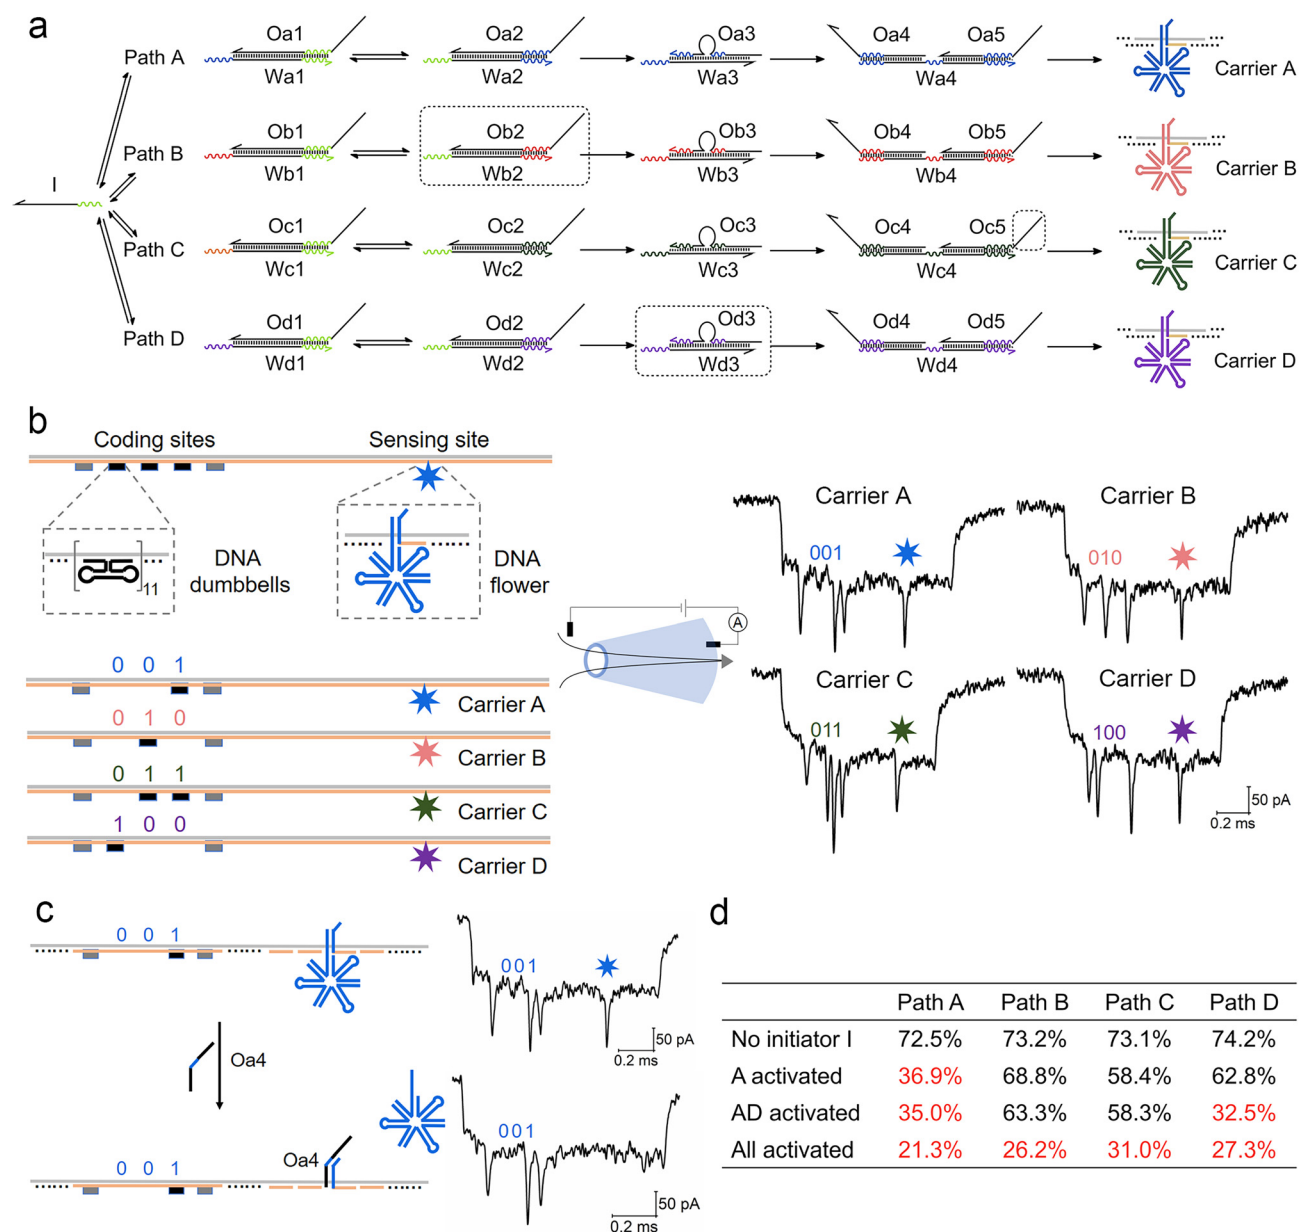 a
Oa1 Oa2 Oa3 Oa4 Oa5
Path A
Wa1 Wa2 Wa3 Wa4
Carrier A
Ob1 Ob2 Ob3 Ob4 Ob5
Path B
Wb1 Wb2 Wb3 Wb4
Carrier B
I
Oc1 Oc2 Oc3 Oc4 Oc5
Path C
Wc1 Wc2 Wc3 Wc4
Carrier C
Od1 Od2 Od3 Od4 Od5
Path D
Wd1 Wd2 Wd3 Wd4
Carrier D
b
Coding sites
Sensing site
11
DNA
dumbbells
DNA
flower
0 0 1
Carrier A
0 1 0
Carrier B
0 1 1
Carrier C
1 0 0
Carrier D
A
Carrier A
001
Carrier B
010
Carrier C
011
Carrier D
100
50 pA
0.2 ms
c
0 0 1
Oa4
Oa4
0 0 1
001
50 pA
0.2 ms
001
50 pA
0.2 ms
d
Path A Path B Path C Path D
No initiator I 72.5% 73.2% 73.1% 74.2%
A activated 36.9% 68.8% 58.4% 62.8%
AD activated 35.0% 63.3% 58.3% 32.5%
All activated 21.3% 26.2% 31.0% 27.3%